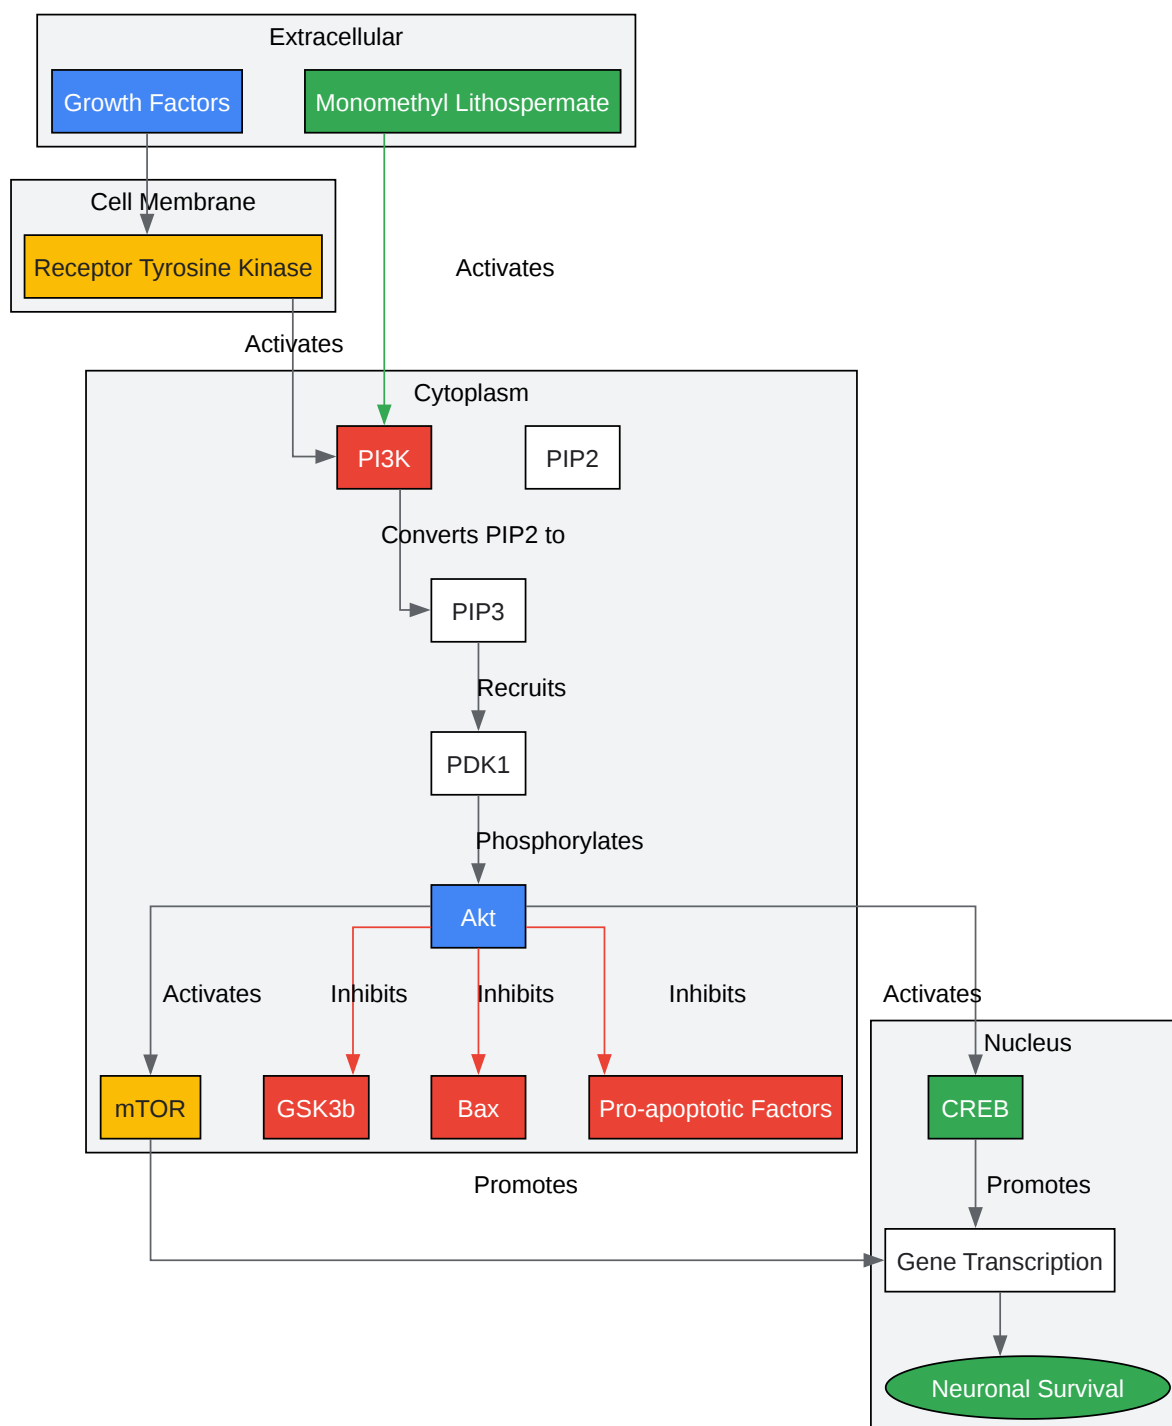 Extracellular
Growth Factors
Monomethyl Lithospermate
Cell Membrane
Receptor Tyrosine Kinase
Activates
Activates
Cytoplasm
PI3K
PIP2
Converts PIP2 to
PIP3
Recruits
PDK1
Phosphorylates
Akt
Activates
Inhibits
Inhibits
Inhibits
Activates
Nucleus
mTOR
GSK3b
Bax
Pro-apoptotic Factors
CREB
Promotes
Promotes
Gene Transcription
Neuronal Survival